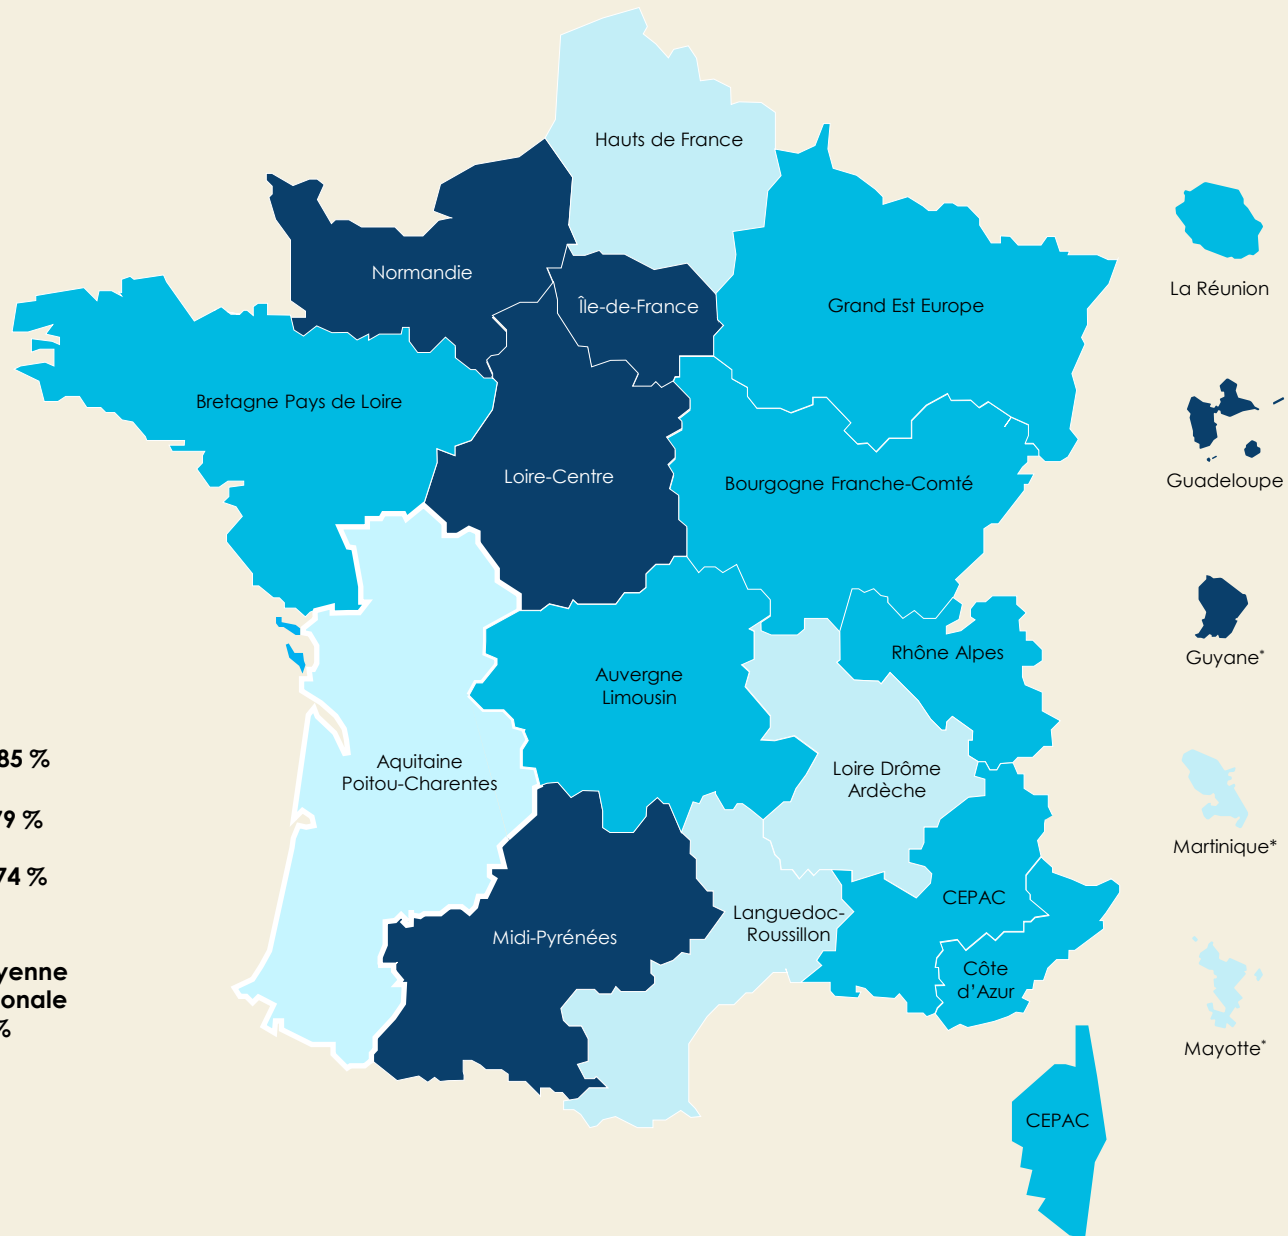 Hauts de France
Normandie
Île-de-France
Grand Est Europe
La Réunion
Bretagne Pays de Loire
Loire-Centre
Bourgogne Franche-Comté
Guadeloupe
Rhône Alpes
Guyane*
Auvergne
Limousin
85 %
Aquitaine
Poitou-Charentes
Loire Drôme
Ardèche
79 %
Martinique*
74 %
CEPAC
Languedoc-
Roussillon
Midi-Pyrénées
Côte
d’Azur
%
Mayotte*
CEPAC